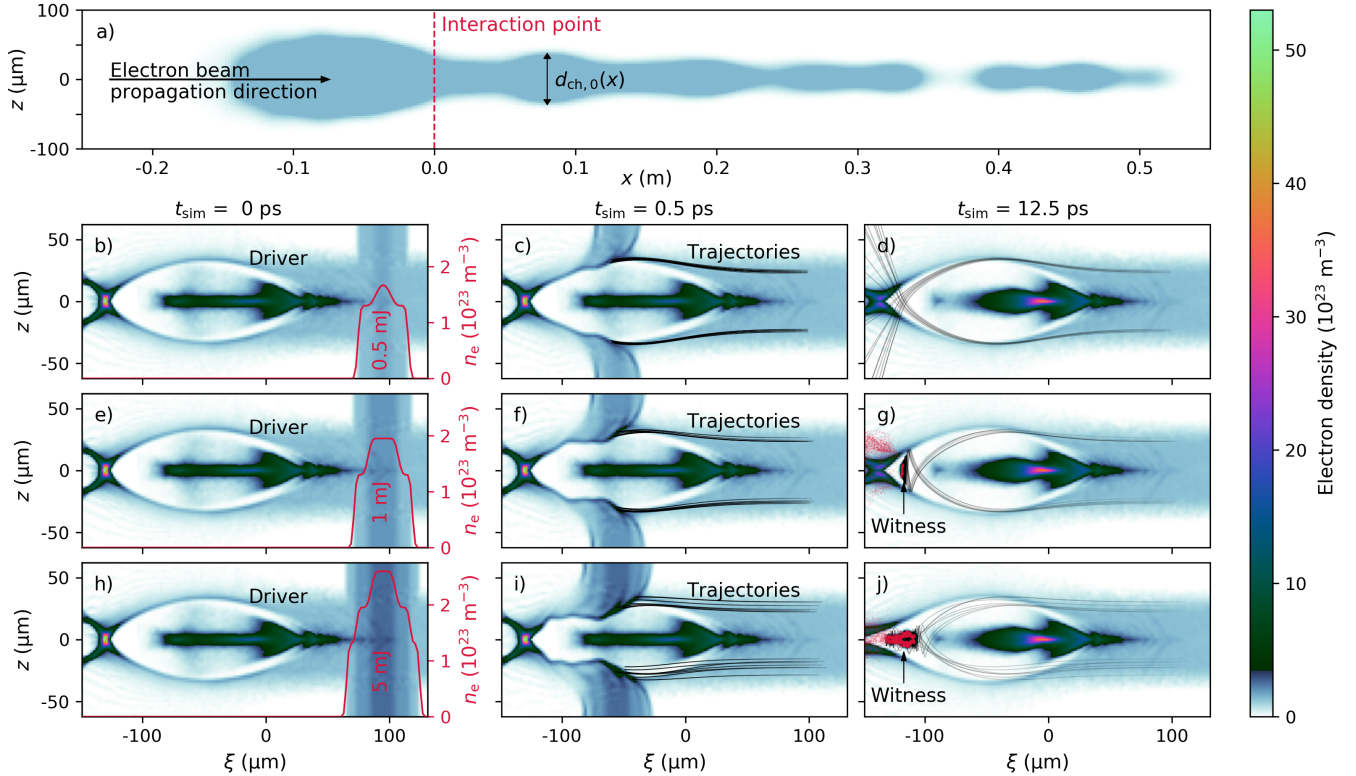 a)
Interaction point
Electron beam
propagation direction
d_ch, 0(x)
z (µm)
100
0
-100
-0.2
-0.1
0.0
0.1
0.2
0.3
0.4
0.5
x (m)
t_sim = 0 ps
t_sim = 0.5 ps
t_sim = 12.5 ps
b)
Driver
0.5 mJ
z (µm)
50
0
-50
2
1
0
n_e (10^23 m^−3)
c)
Trajectories
d)
e)
Driver
1 mJ
z (µm)
50
0
-50
2
1
0
n_e (10^23 m^−3)
f)
Trajectories
g)
Witness
h)
Driver
5 mJ
z (µm)
50
0
-50
2
1
0
n_e (10^23 m^−3)
i)
Trajectories
j)
Witness
-100
0
100
ξ (µm)
-100
0
100
ξ (µm)
-100
0
100
ξ (µm)
50
40
30
20
10
0
Electron density (10^23 m^−3)